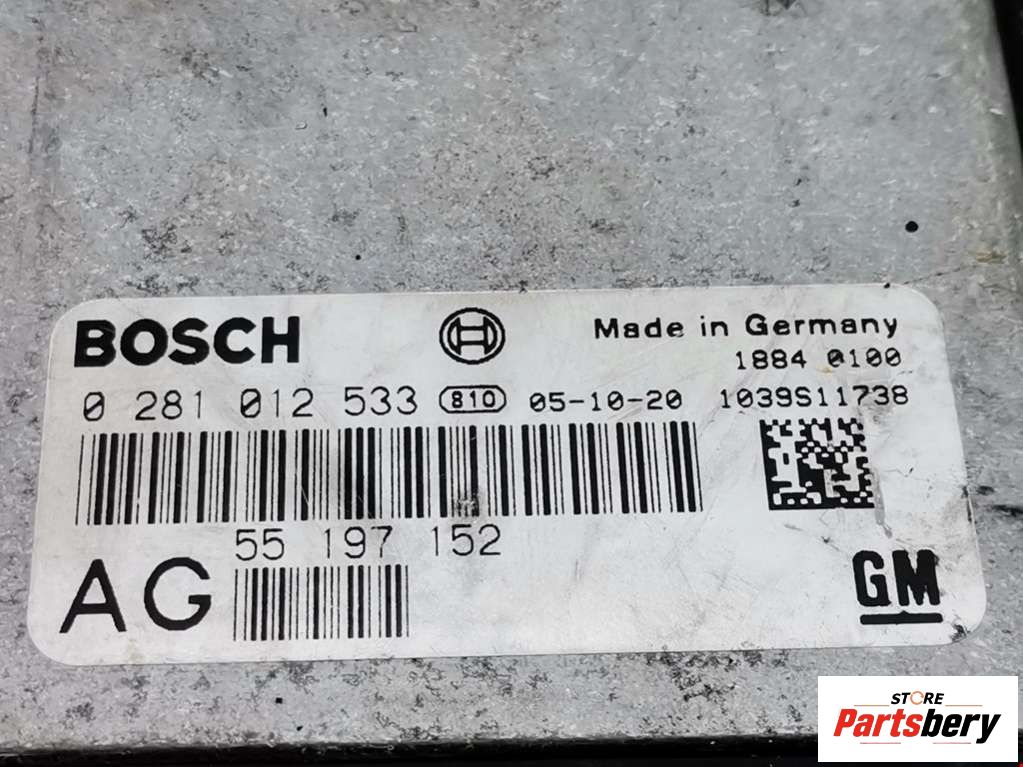 BOSCH
Made in Germany
1884 0100
0 281 012 533 810 05-10-20 1039S11738
55 197 152
AG
GM
STORE
Partsbery